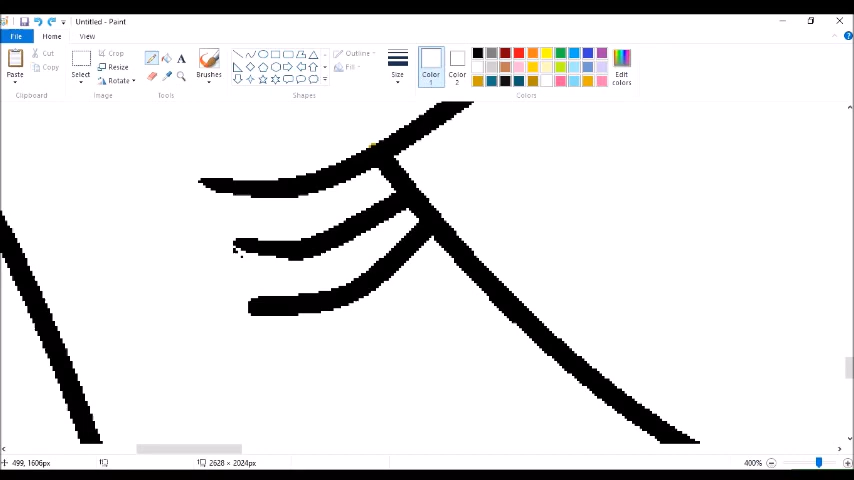 Untitled - Paint
File Home View
Paste
Cut
Copy
Clipboard
Select
Crop
Resize
Rotate
Image
A
Tools
Brushes
Outline
Fill
Shapes
Size
Color 1
Color 2
Edit colors
Colors
499, 1606px
2628 × 2024px
400%